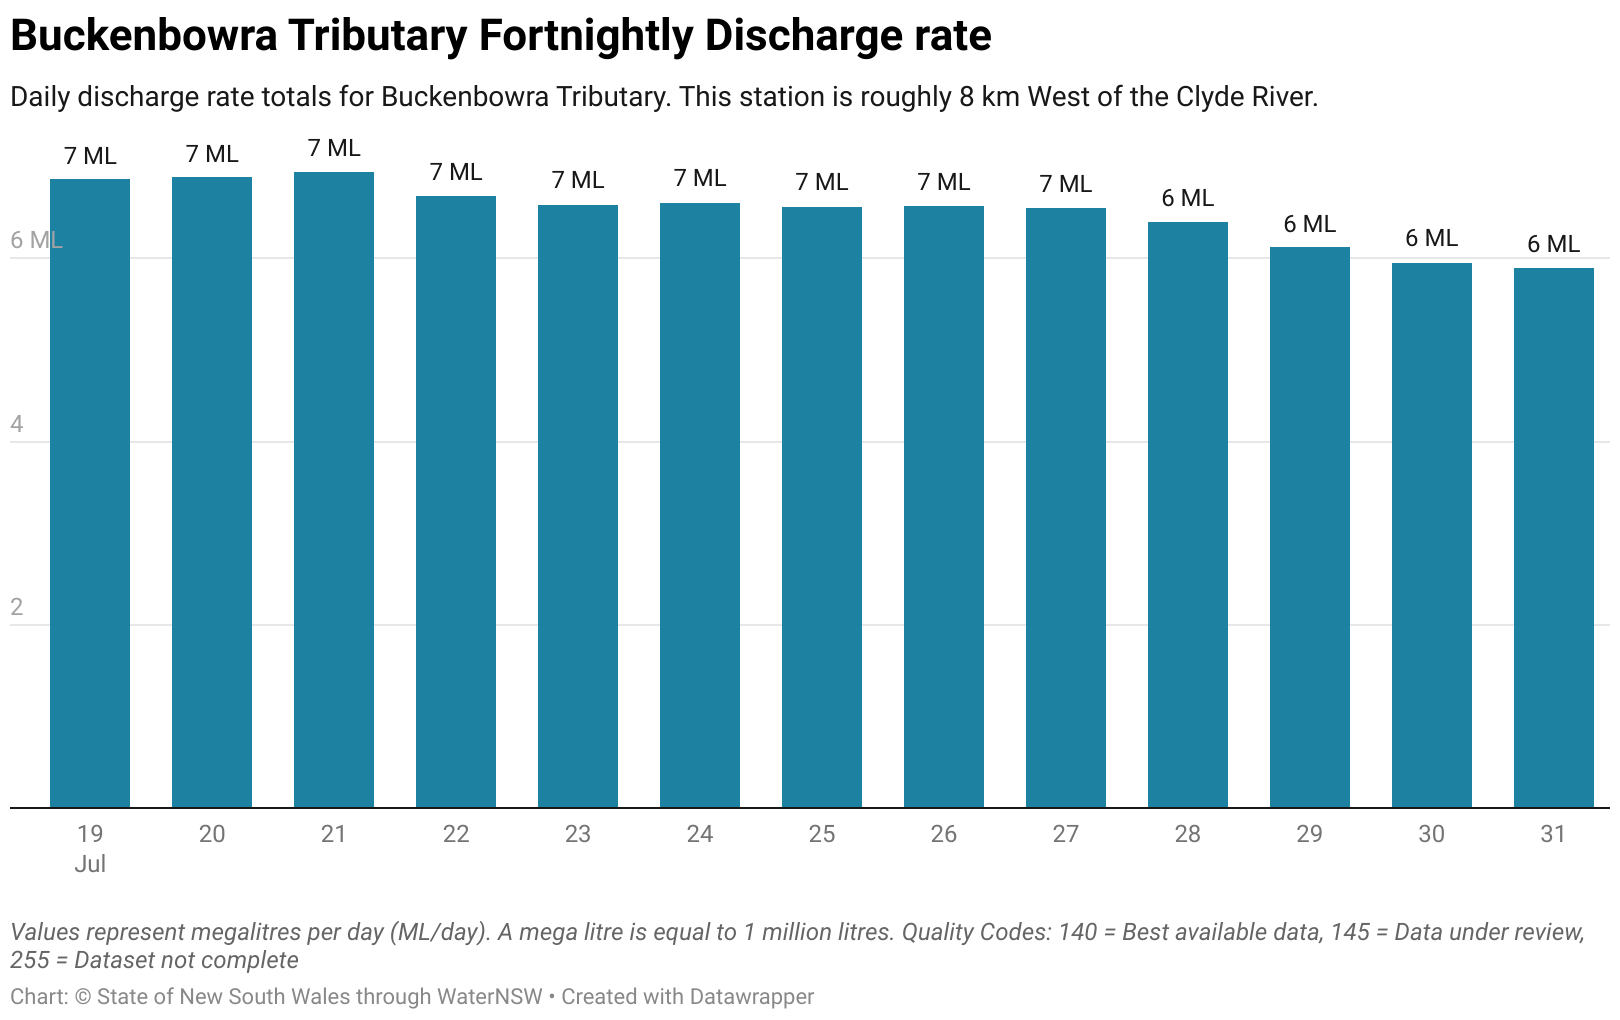 Buckenbowra Tributary Fortnightly Discharge rate
Daily discharge rate totals for Buckenbowra Tributary. This station is roughly 8 km West of the Clyde River.
7 ML 7 ML 7 ML 7 ML 7 ML 7 ML 7 ML 7 ML 7 ML 6 ML 6 ML 6 ML 6 ML
6 ML
4
2
19 20 21 22 23 24 25 26 27 28 29 30 31
Jul
Values represent megalitres per day (ML/day). A mega litre is equal to 1 million litres. Quality Codes: 140 = Best available data, 145 = Data under review,
255 = Dataset not complete
Chart: © State of New South Wales through WaterNSW • Created with Datawrapper